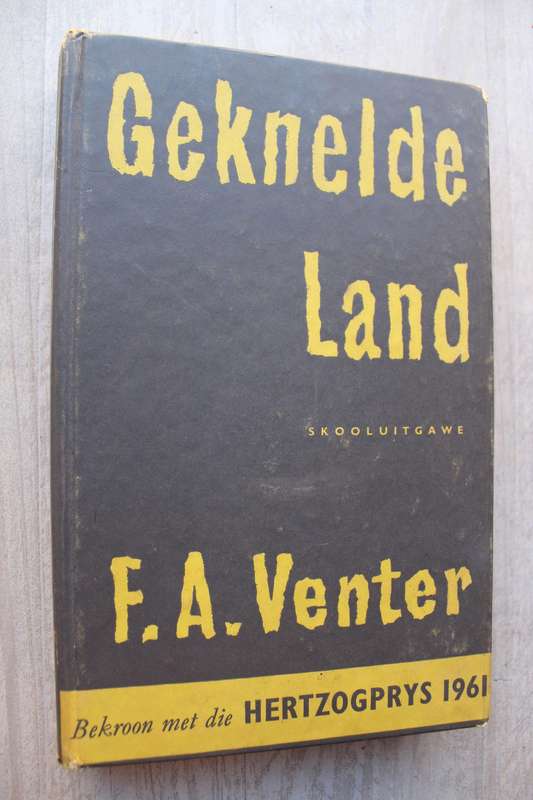 Geknelde
Land
SKOOLUITGAWE
F.A. Venter
Bekroon met die HERTZOGPRYS 1961